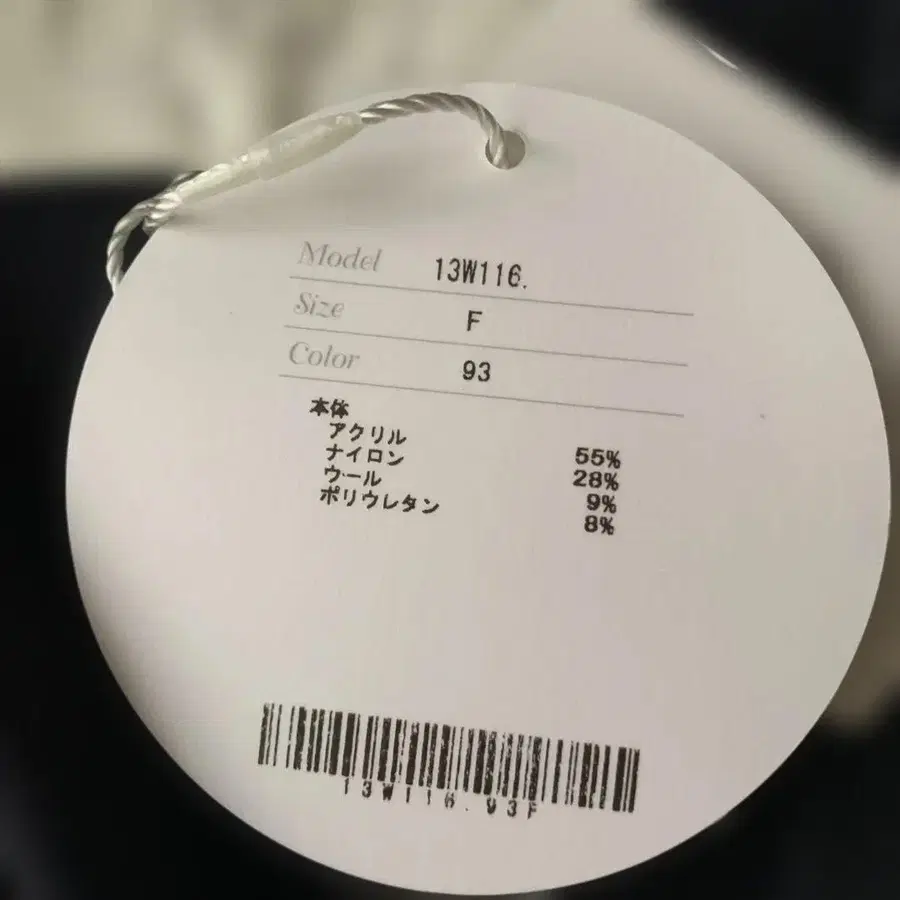 Model 13W116.
Size F
Color 93
本体
アクリル 55%
ナイロン 28%
ウール 9%
ポリウレタン 8%
13W116.93F